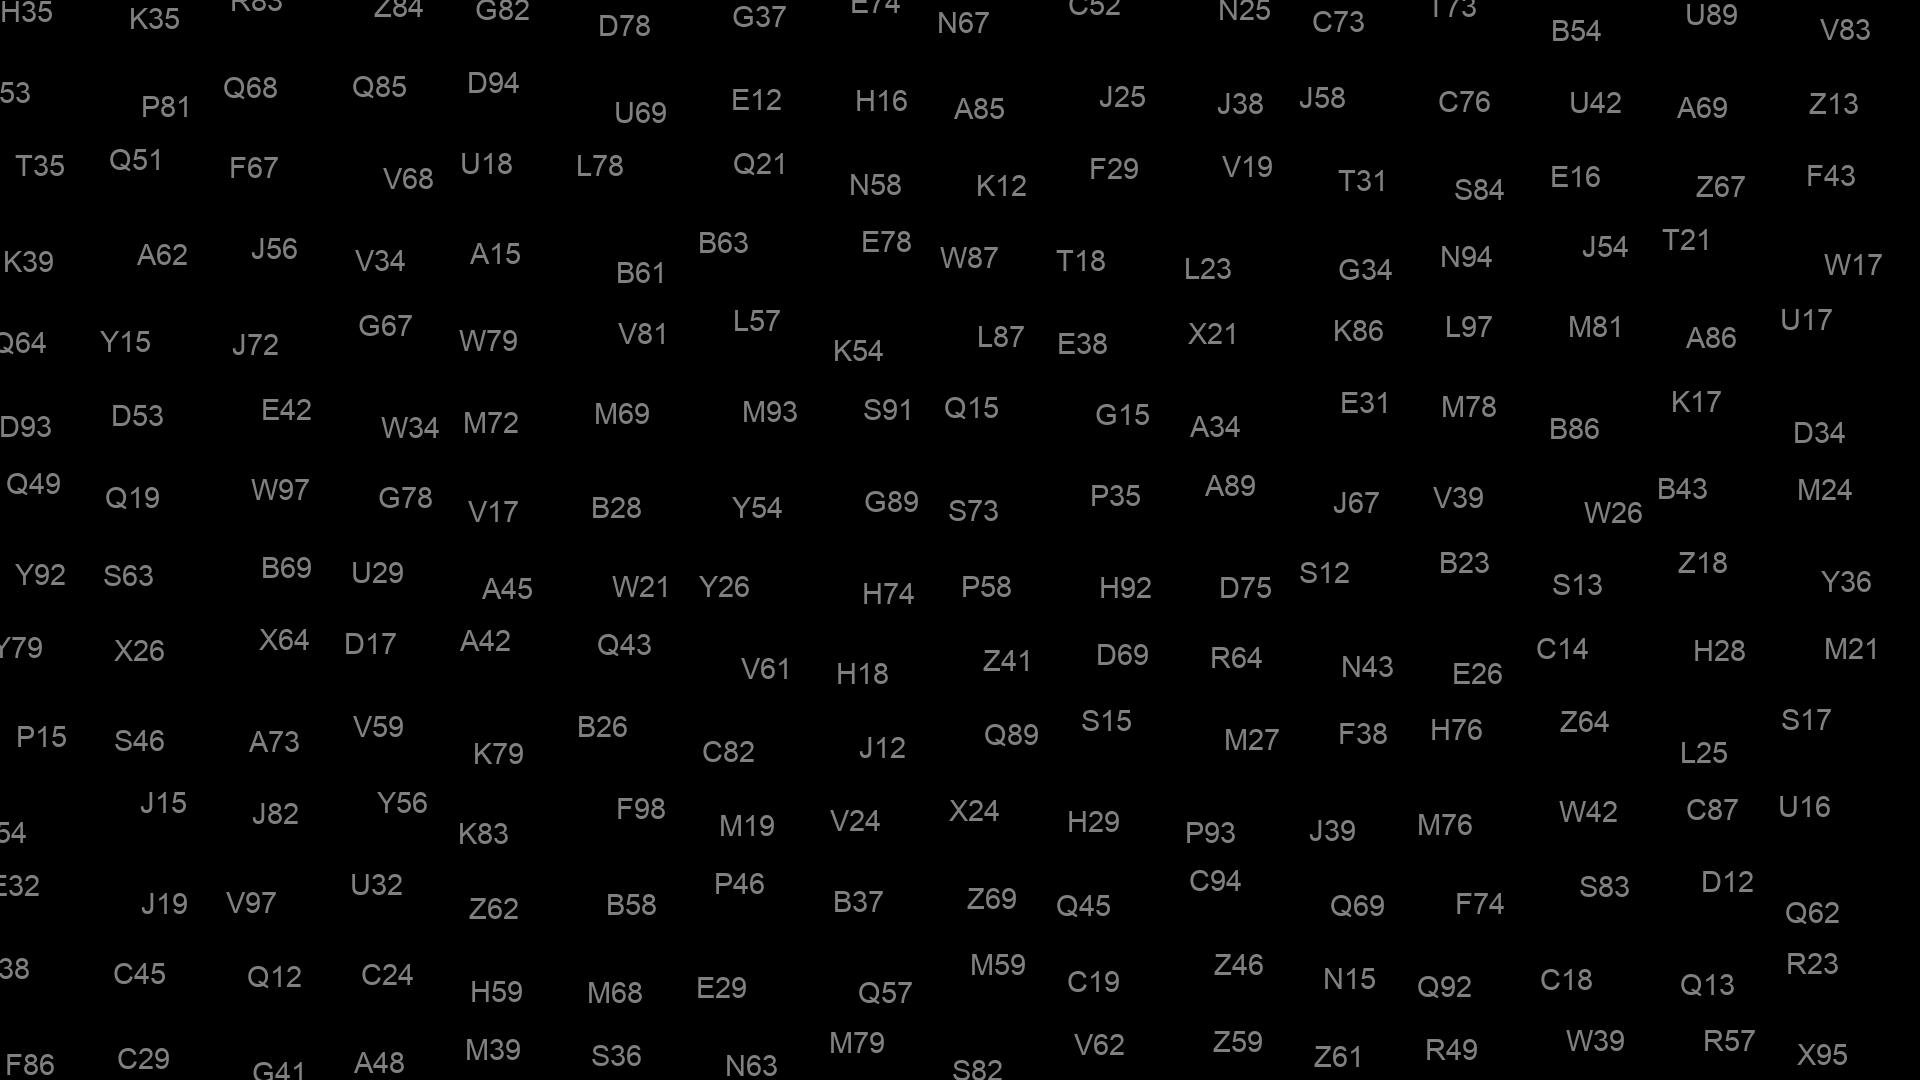 H35 K35 R83 Z84 G82 D78 G37 E74 N67 C52 N25 C73 T73 B54 U89 V83
53 P81 Q68 Q85 D94 U69 E12 H16 A85 J25 J38 J58 C76 U42 A69 Z13
T35 Q51 F67 V68 U18 L78 Q21 N58 K12 F29 V19 T31 S84 E16 Z67 F43
K39 A62 J56 V34 A15 B61 B63 E78 W87 T18 L23 G34 N94 J54 T21 W17
Q64 Y15 J72 G67 W79 V81 L57 K54 L87 E38 X21 K86 L97 M81 A86 U17
D93 D53 E42 W34 M72 M69 M93 S91 Q15 G15 A34 E31 M78 B86 K17 D34
Q49 Q19 W97 G78 V17 B28 Y54 G89 S73 P35 A89 J67 V39 W26 B43 M24
Y92 S63 B69 U29 A45 W21 Y26 H74 P58 H92 D75 S12 B23 S13 Z18 Y36
Y79 X26 X64 D17 A42 Q43 V61 H18 Z41 D69 R64 N43 E26 C14 H28 M21
P15 S46 A73 V59 K79 B26 C82 J12 Q89 S15 M27 F38 H76 Z64 L25 S17
54 J15 J82 Y56 K83 F98 M19 V24 X24 H29 P93 J39 M76 W42 C87 U16
E32 J19 V97 U32 Z62 B58 P46 B37 Z69 Q45 C94 Q69 F74 S83 D12 Q62
38 C45 Q12 C24 H59 M68 E29 Q57 M59 C19 Z46 N15 Q92 C18 Q13 R23
F86 C29 G41 A48 M39 S36 N63 M79 S82 V62 Z59 Z61 R49 W39 R57 X95